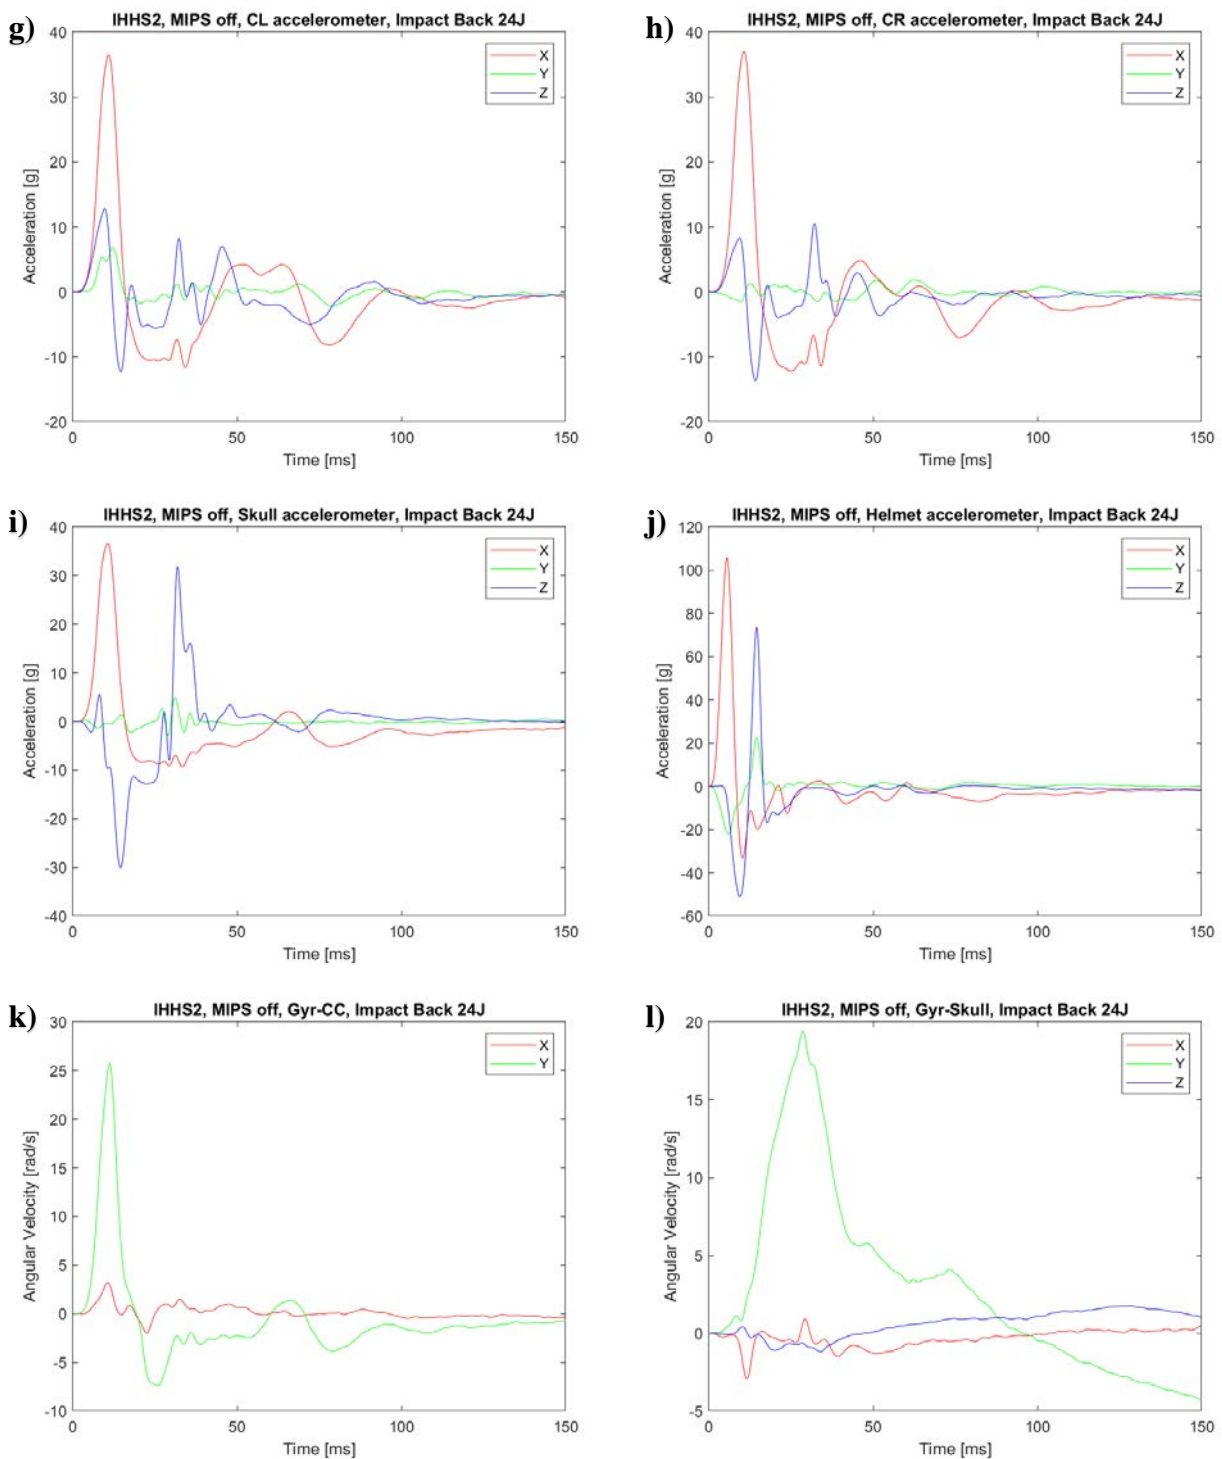 g)
IHHS2, MIPS off, CL accelerometer, Impact Back 24J
40
30
20
10
0
-10
-20
0
50
100
150
Acceleration [g]
Time [ms]
X
Y
Z
h)
IHHS2, MIPS off, CR accelerometer, Impact Back 24J
40
30
20
10
0
-10
-20
0
50
100
150
Acceleration [g]
Time [ms]
X
Y
Z
i)
IHHS2, MIPS off, Skull accelerometer, Impact Back 24J
40
30
20
10
0
-10
-20
-30
-40
0
50
100
150
Acceleration [g]
Time [ms]
X
Y
Z
j)
IHHS2, MIPS off, Helmet accelerometer, Impact Back 24J
120
100
80
60
40
20
0
-20
-40
-60
0
50
100
150
Acceleration [g]
Time [ms]
X
Y
Z
k)
IHHS2, MIPS off, Gyr-CC, Impact Back 24J
30
25
20
15
10
5
0
-5
-10
0
50
100
150
Angular Velocity [rad/s]
Time [ms]
X
Y
l)
IHHS2, MIPS off, Gyr-Skull, Impact Back 24J
20
15
10
5
0
-5
0
50
100
150
Angular Velocity [rad/s]
Time [ms]
X
Y
Z